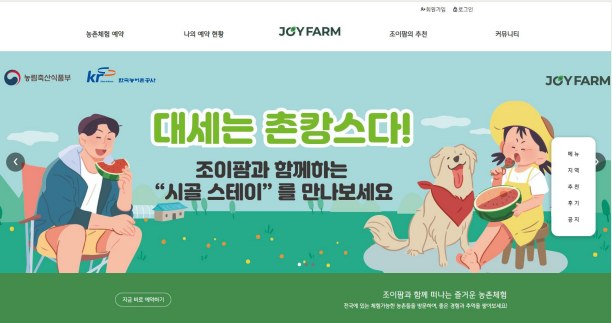 회원가입 로그인
농촌체험 예약 나의 예약 현황 JOYFARM 조이팜의 추천 커뮤니티
농림축산식품부 한국농어촌공사 JOYFARM
대세는 촌캉스다!
조이팜과 함께하는
“시골 스테이” 를 만나보세요
메뉴
지역
추천
후기
공지
지금 바로 예약하기
조이팜과 함께 떠나는 즐거운 농촌체험
전국에 있는 체험가능한 농촌들을 방문하여, 좋은 경험과 추억을 쌓아보세요!